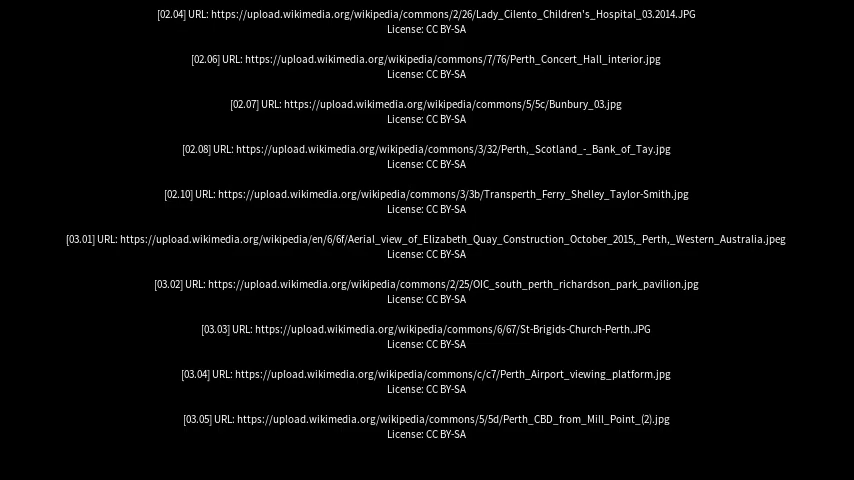 [02.04] URL: https://upload.wikimedia.org/wikipedia/commons/2/26/Lady_Cilento_Children's_Hospital_03.2014.JPG
License: CC BY-SA
[02.06] URL: https://upload.wikimedia.org/wikipedia/commons/7/76/Perth_Concert_Hall_interior.jpg
License: CC BY-SA
[02.07] URL: https://upload.wikimedia.org/wikipedia/commons/5/5c/Bunbury_03.jpg
License: CC BY-SA
[02.08] URL: https://upload.wikimedia.org/wikipedia/commons/3/32/Perth,_Scotland_-_Bank_of_Tay.jpg
License: CC BY-SA
[02.10] URL: https://upload.wikimedia.org/wikipedia/commons/3/3b/Transperth_Ferry_Shelley_Taylor-Smith.jpg
License: CC BY-SA
[03.01] URL: https://upload.wikimedia.org/wikipedia/en/6/6f/Aerial_view_of_Elizabeth_Quay_Construction_October_2015,_Perth,_Western_Australia.jpeg
License: CC BY-SA
[03.02] URL: https://upload.wikimedia.org/wikipedia/commons/2/25/OIC_south_perth_richardson_park_pavilion.jpg
License: CC BY-SA
[03.03] URL: https://upload.wikimedia.org/wikipedia/commons/6/67/St-Brigids-Church-Perth.JPG
License: CC BY-SA
[03.04] URL: https://upload.wikimedia.org/wikipedia/commons/c/c7/Perth_Airport_viewing_platform.jpg
License: CC BY-SA
[03.05] URL: https://upload.wikimedia.org/wikipedia/commons/5/5d/Perth_CBD_from_Mill_Point_(2).jpg
License: CC BY-SA